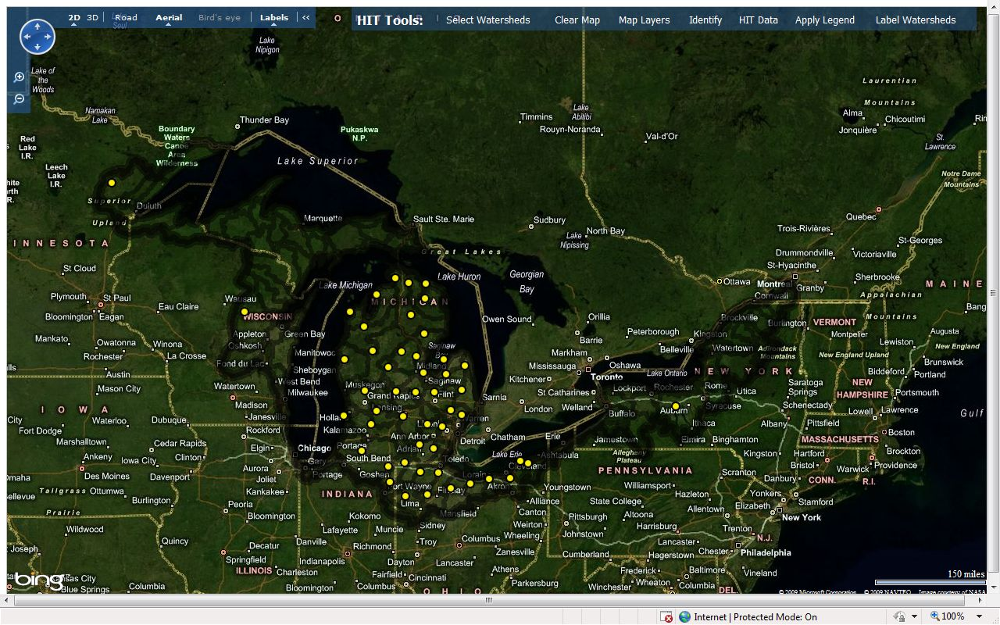 2D 3D Road Aerial Bird's eye Labels <<
HIT Tools: Select Watersheds Clear Map Map Layers Identify HIT Data Apply Legend Label Watersheds
Lake
Nipigon
Lake of
the
Woods
Laurentian
Mountains
Namakan
Lake
Lake
Abitibi
Timmins
Rouyn-Noranda
Val-d'Or
Alma
Chicoutimi
Jonquière
Thunder Bay
Pukaskwa
N.P.
Boundary
Waters
Canoe
Area
Wilderness
Red
Lake
I.R.
Leech
Lake
I.R.
St.
Lawrence
Lake Superior
Notre Dame
Mountains
Superior
Upland
Duluth
Marquette
Sault Ste. Marie
Sudbury
North Bay
Lake
Nipissing
Quebec
Trois-Rivières
St-Georges
Drummondville
Victoriaville
St-Hyacinthe
INNESOTA
Great Lakes
St Cloud
Lake Michigan
Lake Huron
Georgian
Bay
Ottawa
Montreal
Granby
Sherbrooke
MAINE
Cornwall
Appalachian
Mountains
Plymouth
St Paul
Bloomington
Eagan
Eau Claire
Wausau
WISCONSIN
MICHIGAN
Owen Sound
Orillia
Barrie
Peterborough
Belleville
Kingston
Brockville
Burlington
VERMONT
Montpelier
Bang
Augusta
Mankato
Owatonna
Rochester
Winona
La Crosse
Appleton
Oshkosh
Green Bay
Fond du Lac
Manitowoc
Sheboygan
Saginaw
Bay
Midland
Saginaw
Markham
Mississauga
Oshawa
Toronto
Kitchener
St Catharines
Lake Ontario
Watertown
Adirondack
Mountains
New England Upland
Lewiston
New England
Brunswick
Biddeford
Portland
Austin
Mason City
West Bend
Watertown
Milwaukee
Madison
Janesville
Muskegon
Grand Rapids
Flint
Sarnia
London
Welland
Lockport
Rochester
Rome
Utica
NEW YORK
Saratoga
Springs
NEW
HAMPSHIRE
Portsmouth
IOWA
Waterloo
Dubuque
Rockford
Kalamazoo
Warren
Buffalo
Auburn
Syracuse
Schenectady
Lowell
Lawrence
Gulf
City
Fort Dodge
Ann Arbor
Detroit
Chatham
Erie
Ithaca
Albany
Pittsfield
Boston
Marshalltown
Cedar Rapids
Elgin
Chicago
Portage
Adrian
Jamestown
Elmira
Binghamton
MASSACHUSETTS
Ankeny
Iowa City
Clinton
Aurora
Gary
South Bend
Toledo
Lake Erie
Ashtabula
Allegheny
Plateau
Kingston
Hartford
Brockton
Omaha
Des Moines
Davenport
Joliet
Portage
Goshen
Lorain
Cleveland
PENNSYLVANIA
Scranton
Bristol
Danbury
Warwick
Providence
CONN.
R.I.
Bellevue
Tallgrass
Prairie
Ottumwa
Kankakee
INDIANA
Fort Wayne
Findlay
Akron
Youngstown
Williamsport
Hazleton
Yonkers
Stamford
Peoria
Lima
Alliance
State College
Allentown
Elizabeth
New York
Bloomington
Kokomo
Mansfield
Canton
Pittsburgh
Altoona
Wildwood
Lafayette
Muncie
Sidney
Weirton
Wheeling
Johnstown
Harrisburg
Trenton
N.J.
Quincy
Decatur
Danville
Richmond
Troy
Columbus
Zanesville
Lancaster
St Joseph
Springfield
ILLINOIS
Charleston
Indianapolis
Dayton
Lancaster
Cumberland
Hagerstown
Chester
Philadelphia
Bloomington
Fairfield
Columbus
Cincinnati
Athens
Parkersburg
Frederick
Winchester
Wheaton
Columbia
Vineland
DEL.
OHIO
bing
Kansas City
Blue Springs
Columbia
150 miles
© 2009 Microsoft Corporation © 2009 NAVTEQ Image courtesy of NASA
Internet | Protected Mode: On
100%